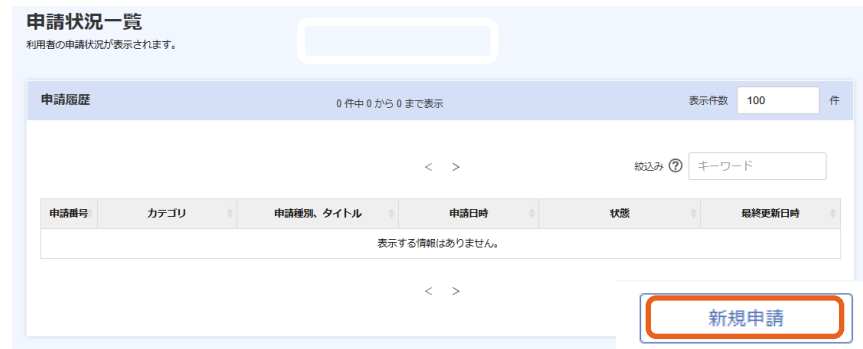 申請状況一覧
利用者の申請状況が表示されます。
申請履歴 0 件中 0 から 0 まで表示 表示件数 100 件
< > 絞込み ? キーワード
申請番号 カテゴリ 申請種別、タイトル 申請日時 状態 最終更新日時
表示する情報はありません。
< >
新規申請